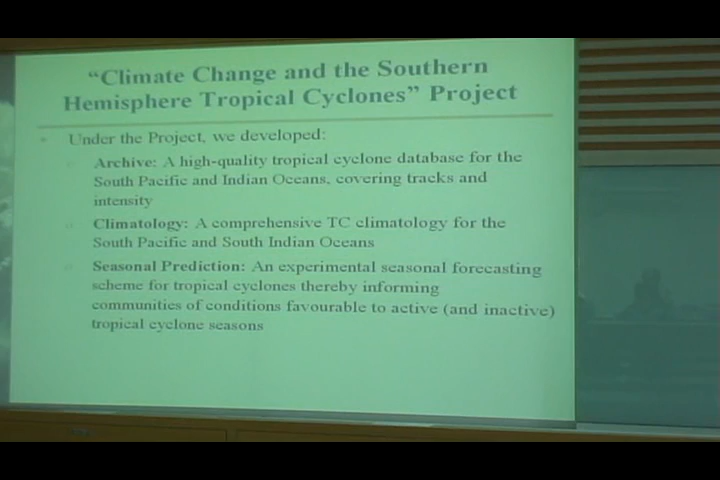 "Climate Change and the Southern
Hemisphere Tropical Cyclones" Project
Under the Project, we developed:
Archive: A high-quality tropical cyclone database for the
South Pacific and Indian Oceans, covering tracks and
intensity
Climatology: A comprehensive TC climatology for the
South Pacific and South Indian Oceans
Seasonal Prediction: An experimental seasonal forecasting
scheme for tropical cyclones thereby informing
communities of conditions favourable to active (and inactive)
tropical cyclone seasons